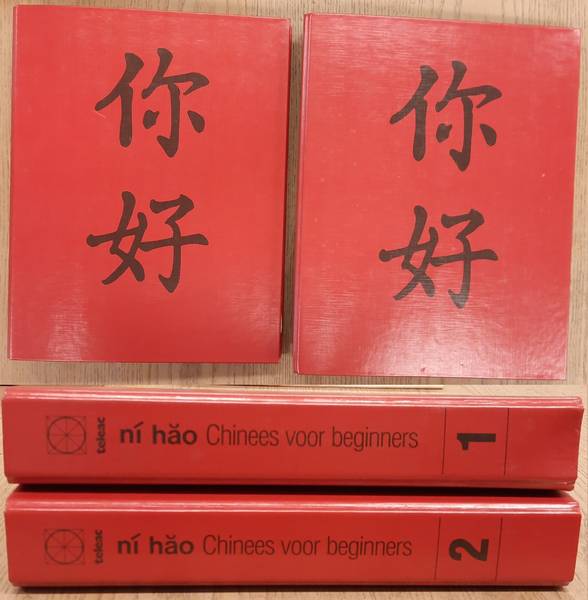 你
好
你
好
teleac
ní hăo Chinees voor beginners
1
teleac
ní hăo Chinees voor beginners
2